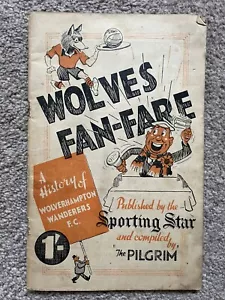 WOLVES
FAN-FARE
A
History of
WOLVERHAMPTON
WANDERERS
F.C.
1/-
Published by the
Sporting Star
and compiled
by
"The PILGRIM